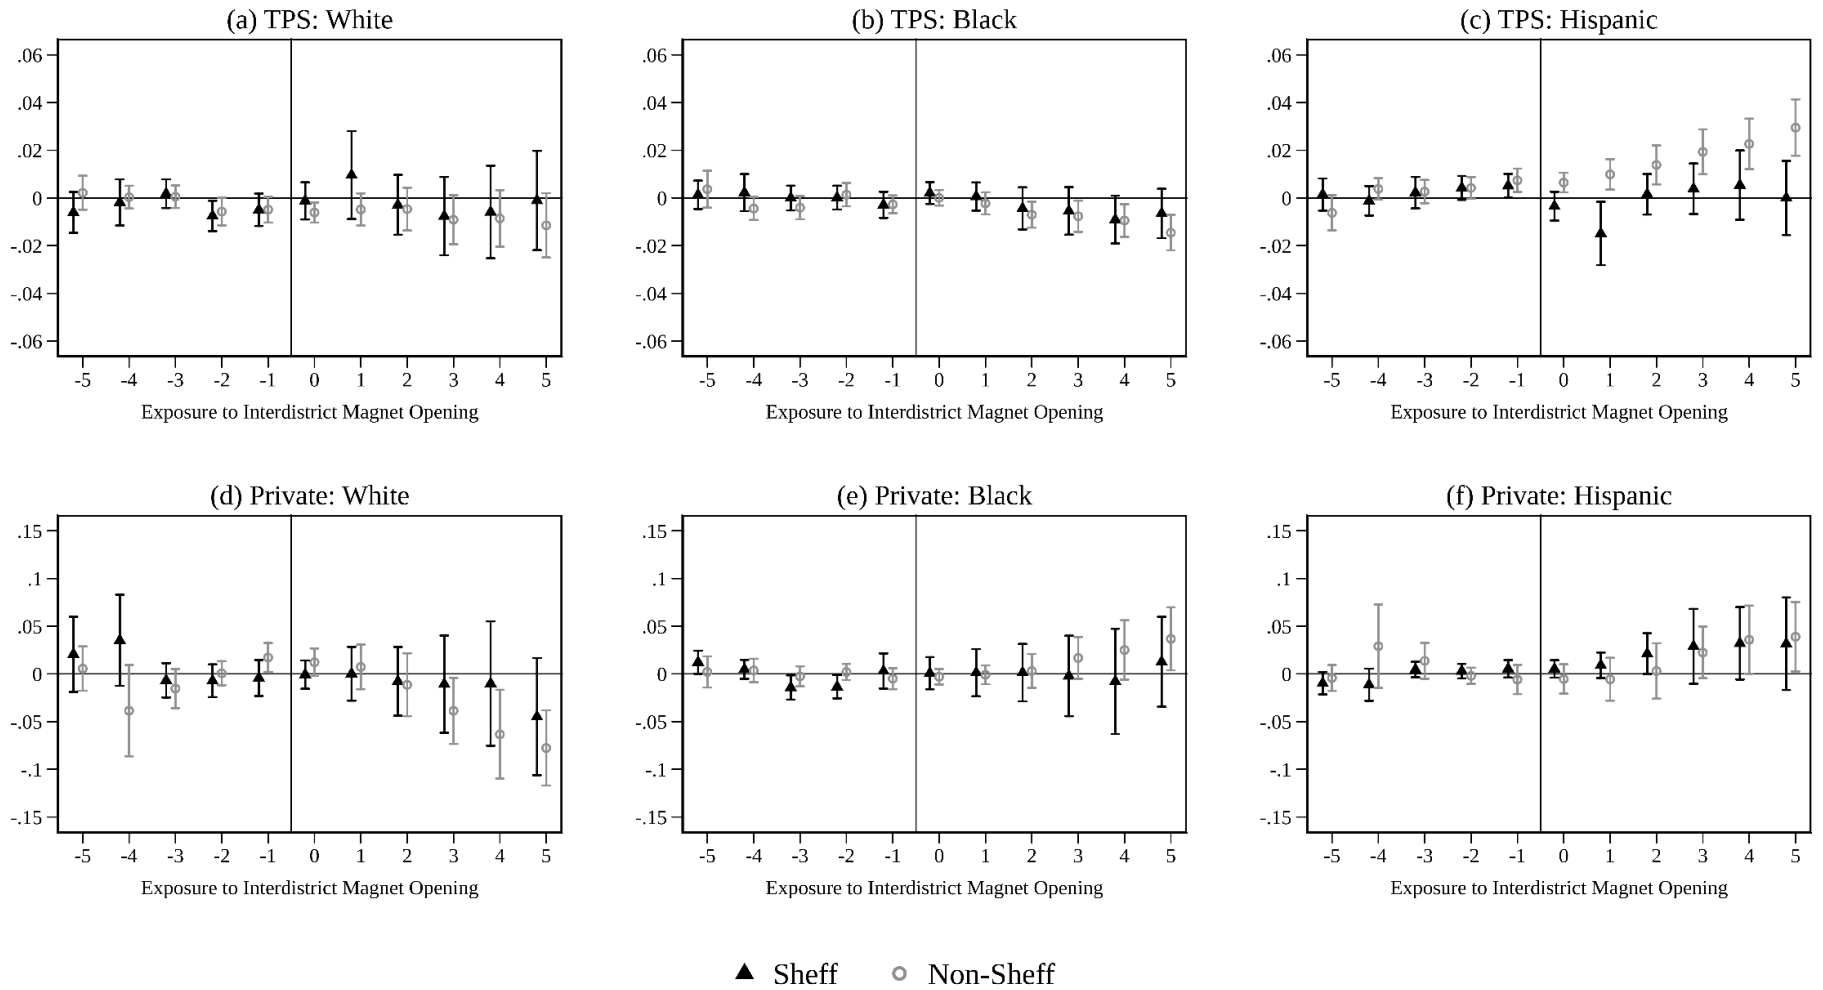 (a) TPS: White (b) TPS: Black (c) TPS: Hispanic
.06 .06 .06
.04 .04 .04
.02 .02 .02
0 0 0
-.02 -.02 -.02
-.04 -.04 -.04
-.06 -.06 -.06
-5 -4 -3 -2 -1 0 1 2 3 4 5 -5 -4 -3 -2 -1 0 1 2 3 4 5 -5 -4 -3 -2 -1 0 1 2 3 4 5
Exposure to Interdistrict Magnet Opening Exposure to Interdistrict Magnet Opening Exposure to Interdistrict Magnet Opening
(d) Private: White (e) Private: Black (f) Private: Hispanic
.15 .15 .15
.1 .1 .1
.05 .05 .05
0 0 0
-.05 -.05 -.05
-.1 -.1 -.1
-.15 -.15 -.15
-5 -4 -3 -2 -1 0 1 2 3 4 5 -5 -4 -3 -2 -1 0 1 2 3 4 5 -5 -4 -3 -2 -1 0 1 2 3 4 5
Exposure to Interdistrict Magnet Opening Exposure to Interdistrict Magnet Opening Exposure to Interdistrict Magnet Opening
Sheff Non-Sheff